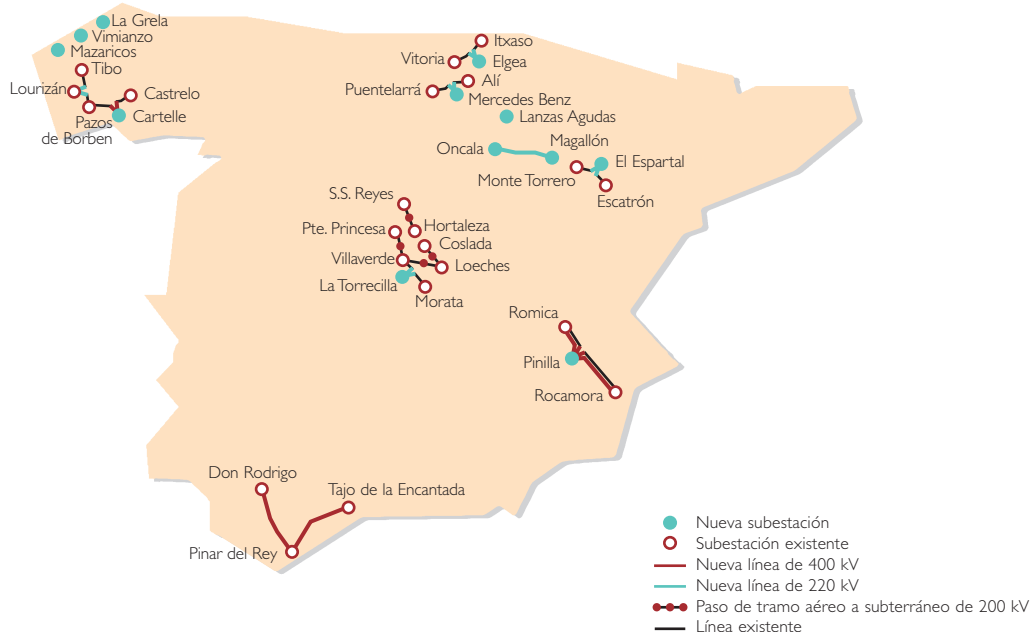 La Grela
Vimianzo
Mazaricos
Tibo
Lourizán
Castrelo
Pazos
de Borben
Cartelle
Itxaso
Vitoria
Elgea
Alí
Puentelarrá
Mercedes Benz
Lanzas Agudas
Oncala
Magallón
El Espartal
Monte Torrero
Escatrón
S.S. Reyes
Pte. Princesa
Hortaleza
Coslada
Villaverde
Loeches
La Torrecilla
Morata
Romica
Pinilla
Rocamora
Don Rodrigo
Tajo de la Encantada
Pinar del Rey
Nueva subestación
Subestación existente
Nueva línea de 400 kV
Nueva línea de 220 kV
Paso de tramo aéreo a subterráneo de 200 kV
Línea existente